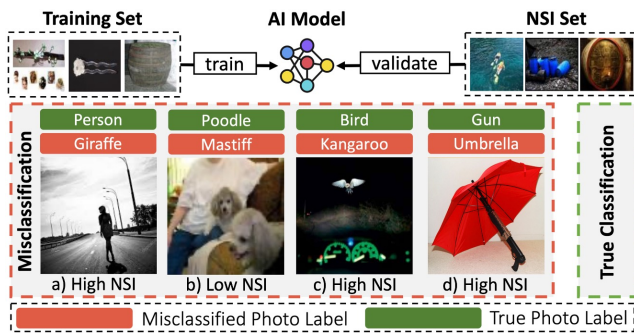 Training Set
AI Model
NSI Set
train
validate
Misclassification
Person
Poodle
Bird
Gun
Giraffe
Mastiff
Kangaroo
Umbrella
a) High NSI
b) Low NSI
c) High NSI
d) High NSI
True Classification
Misclassified Photo Label
True Photo Label